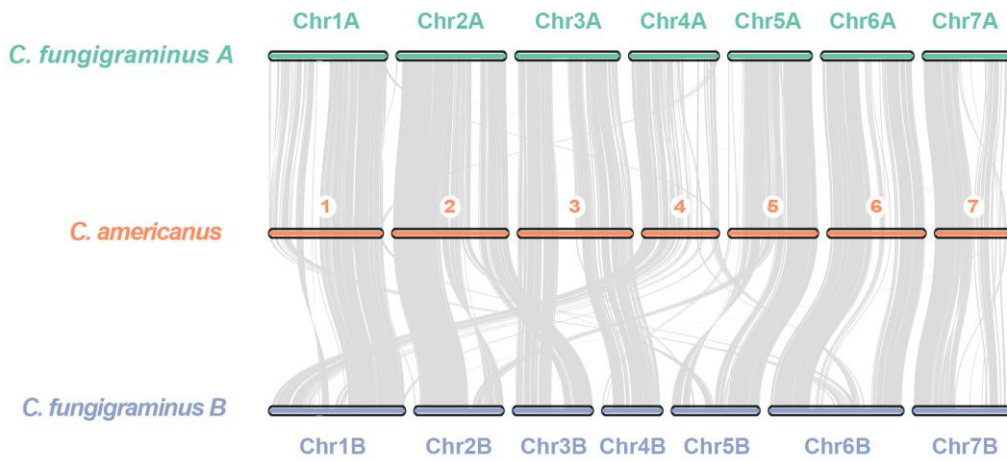 Chr1A Chr2A Chr3A Chr4A Chr5A Chr6A Chr7A
C. fungigraminus A
1 2 3 4 5 6 7
C. americanus
C. fungigraminus B
Chr1B Chr2B Chr3B Chr4B Chr5B Chr6B Chr7B